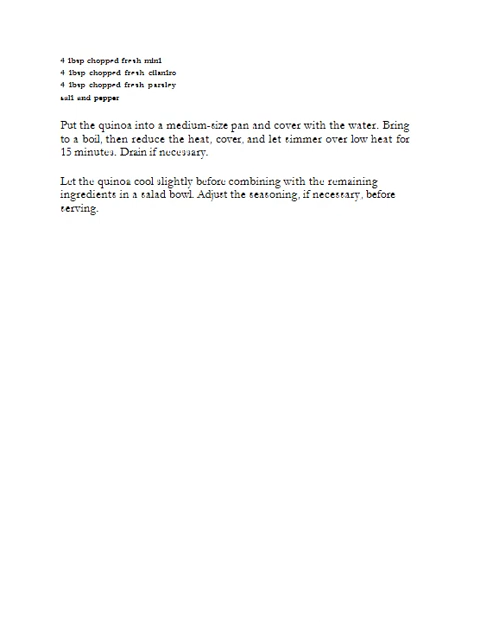 4 tbsp chopped fresh mint
4 tbsp chopped fresh cilantro
4 tbsp chopped fresh parsley
salt and pepper
Put the quinoa into a medium-size pan and cover with the water. Bring
to a boil, then reduce the heat, cover, and let simmer over low heat for
15 minutes. Drain if necessary.
Let the quinoa cool slightly before combining with the remaining
ingredients in a salad bowl. Adjust the seasoning, if necessary, before
serving.